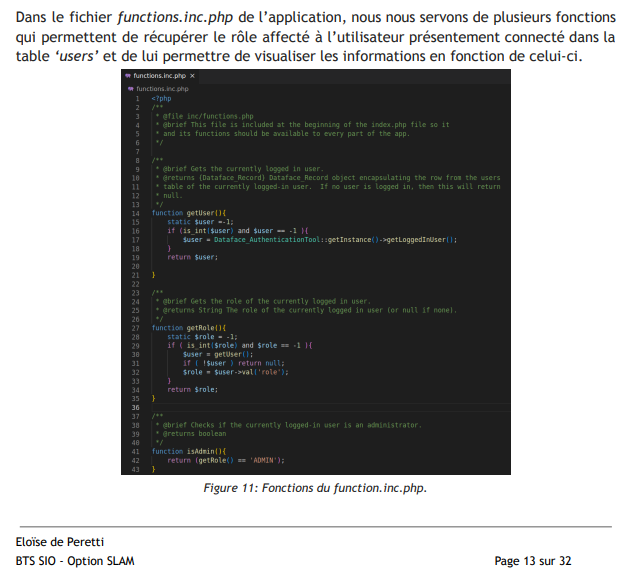 Dans le fichier functions.inc.php de l’application, nous nous servons de plusieurs fonctions
qui permettent de récupérer le rôle affecté à l’utilisateur présentement connecté dans la
table ‘users’ et de lui permettre de visualiser les informations en fonction de celui-ci.
functions.inc.php ×
functions.inc.php
1 <?php
2 /**
3 * @file inc/functions.php
4 * @brief This file is included at the beginning of the index.php file so it
5 * and its functions should be available to every part of the app.
6 */
7
8 /**
9 * @brief Gets the currently logged in user.
10 * @returns {Dataface_Record} Dataface_Record object encapsulating the row from the users
11 * table of the currently logged-in user. If no user is logged in, then this will return
12 * null.
13 */
14 function getUser(){
15 static $user =-1;
16 if (is_int($user) and $user == -1 ){
17 $user = Dataface_AuthenticationTool::getInstance()->getLoggedInUser();
18 }
19 return $user;
20
21 }
22
23 /**
24 * @brief Gets the role of the currently logged in user.
25 * @returns String The role of the currently logged in user (or null if none).
26 */
27 function getRole(){
28 static $role = -1;
29 if ( is_int($role) and $role == -1 ){
30 $user = getUser();
31 if ( !$user ) return null;
32 $role = $user->val('role');
33 }
34 return $role;
35 }
36
37 /**
38 * @brief Checks if the currently logged-in user is an administrator.
39 * @returns boolean
40 */
41 function isAdmin(){
42 return (getRole() == 'ADMIN');
43 }
Figure 11: Fonctions du function.inc.php.
Eloïse de Peretti
BTS SIO - Option SLAM Page 13 sur 32